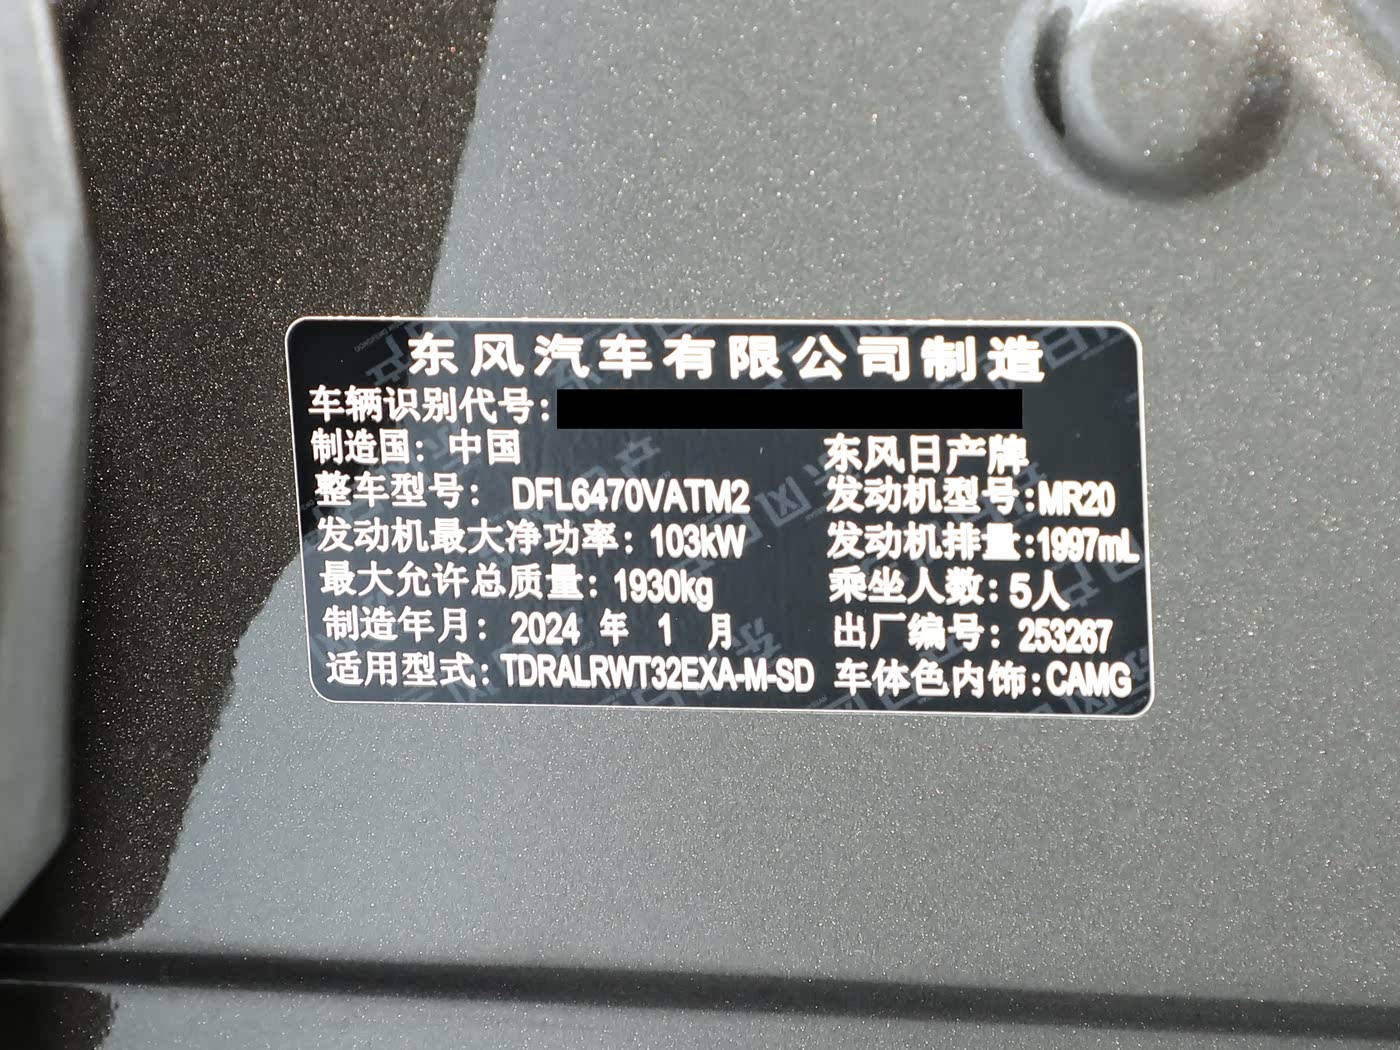 东风汽车有限公司制造
车辆识别代号:
制造国: 中国 东风日产牌
整车型号: DFL6470VATM2 发动机型号:MR20
发动机最大净功率: 103kW 发动机排量:1997mL
最大允许总质量: 1930kg 乘坐人数: 5人
制造年月: 2024 年 1 月 出厂编号: 253267
适用型式: TDRALRWT32EXA-M-SD 车体色内饰:CAMG